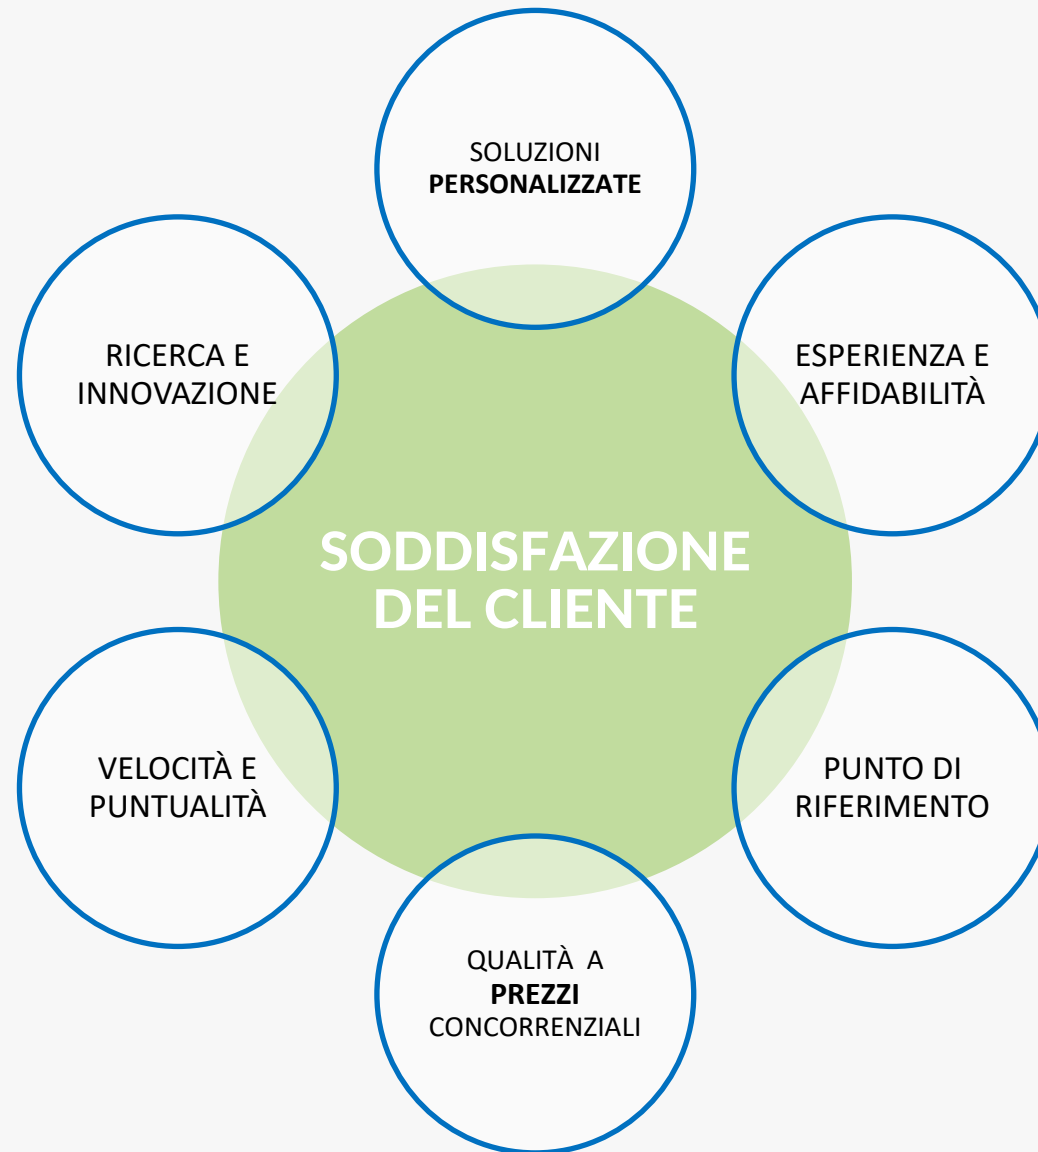 SOLUZIONI
PERSONALIZZATE
RICERCA E
INNOVAZIONE
ESPERIENZA E
AFFIDABILITÀ
SODDISFAZIONE
DEL CLIENTE
VELOCITÀ E
PUNTUALITÀ
PUNTO DI
RIFERIMENTO
QUALITÀ A
PREZZI
CONCORRENZIALI